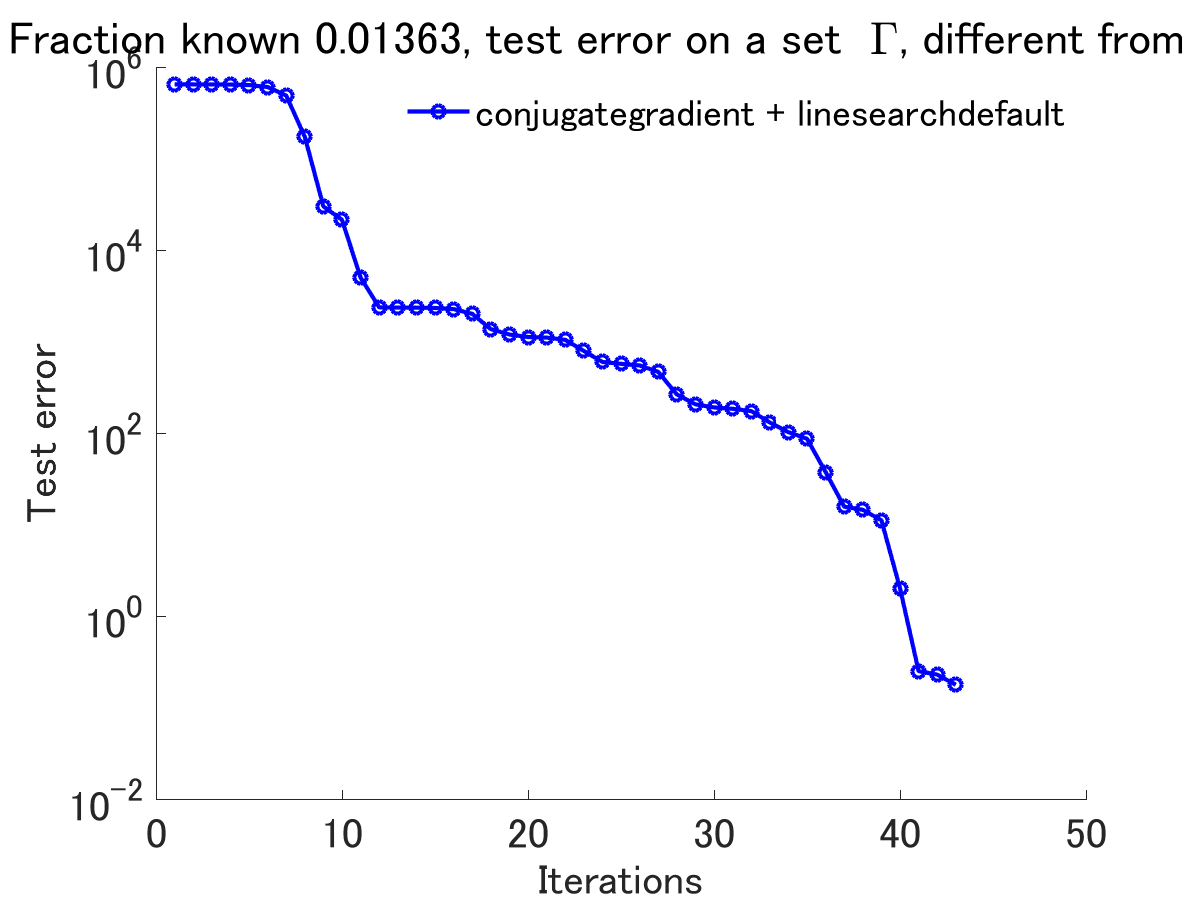 Fraction known 0.01363, test error on a set Γ, different from
conjugategradient + linesearchdefault
10^6
10^4
10^2
10^0
10^-2
Test error
0 10 20 30 40 50
Iterations